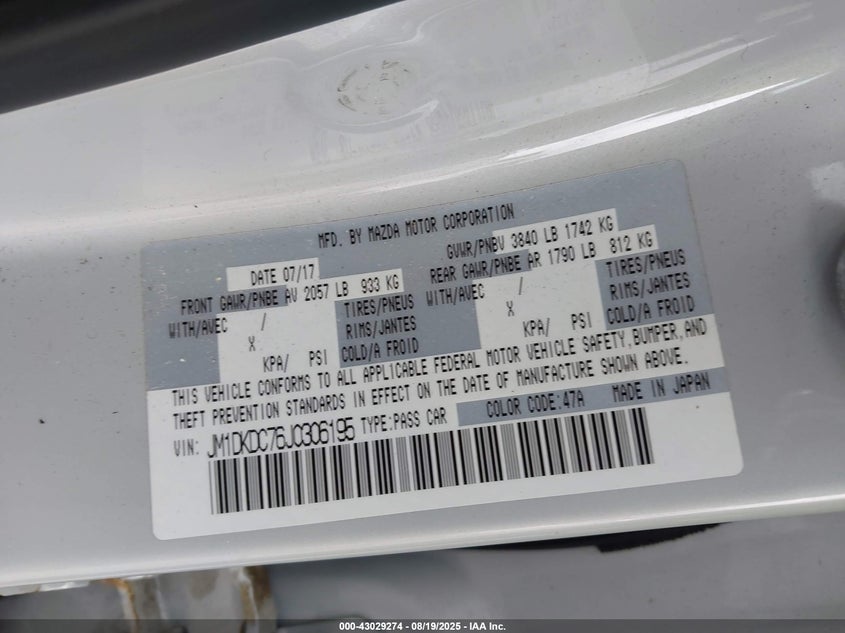 MFD. BY MAZDA MOTOR CORPORATION
DATE 07/17
GVWR/PNBV 3840 LB 1742 KG
FRONT GAWR/PNBE AV 2057 LB 933 KG
REAR GAWR/PNBE AR 1790 LB 812 KG
WITH/AVEC / TIRES/PNEUS
WITH/AVEC / TIRES/PNEUS
X RIMS/JANTES
X RIMS/JANTES
KPA/ PSI COLD/A FROID
KPA/ PSI COLD/A FROID
THIS VEHICLE CONFORMS TO ALL APPLICABLE FEDERAL MOTOR VEHICLE SAFETY, BUMPER, AND
THEFT PREVENTION STANDARDS IN EFFECT ON THE DATE OF MANUFACTURE SHOWN ABOVE.
VIN: JM1DKDC76J0306195 TYPE:PASS CAR COLOR CODE:47A MADE IN JAPAN
000-43029274 - 08/19/2025 - IAA Inc.